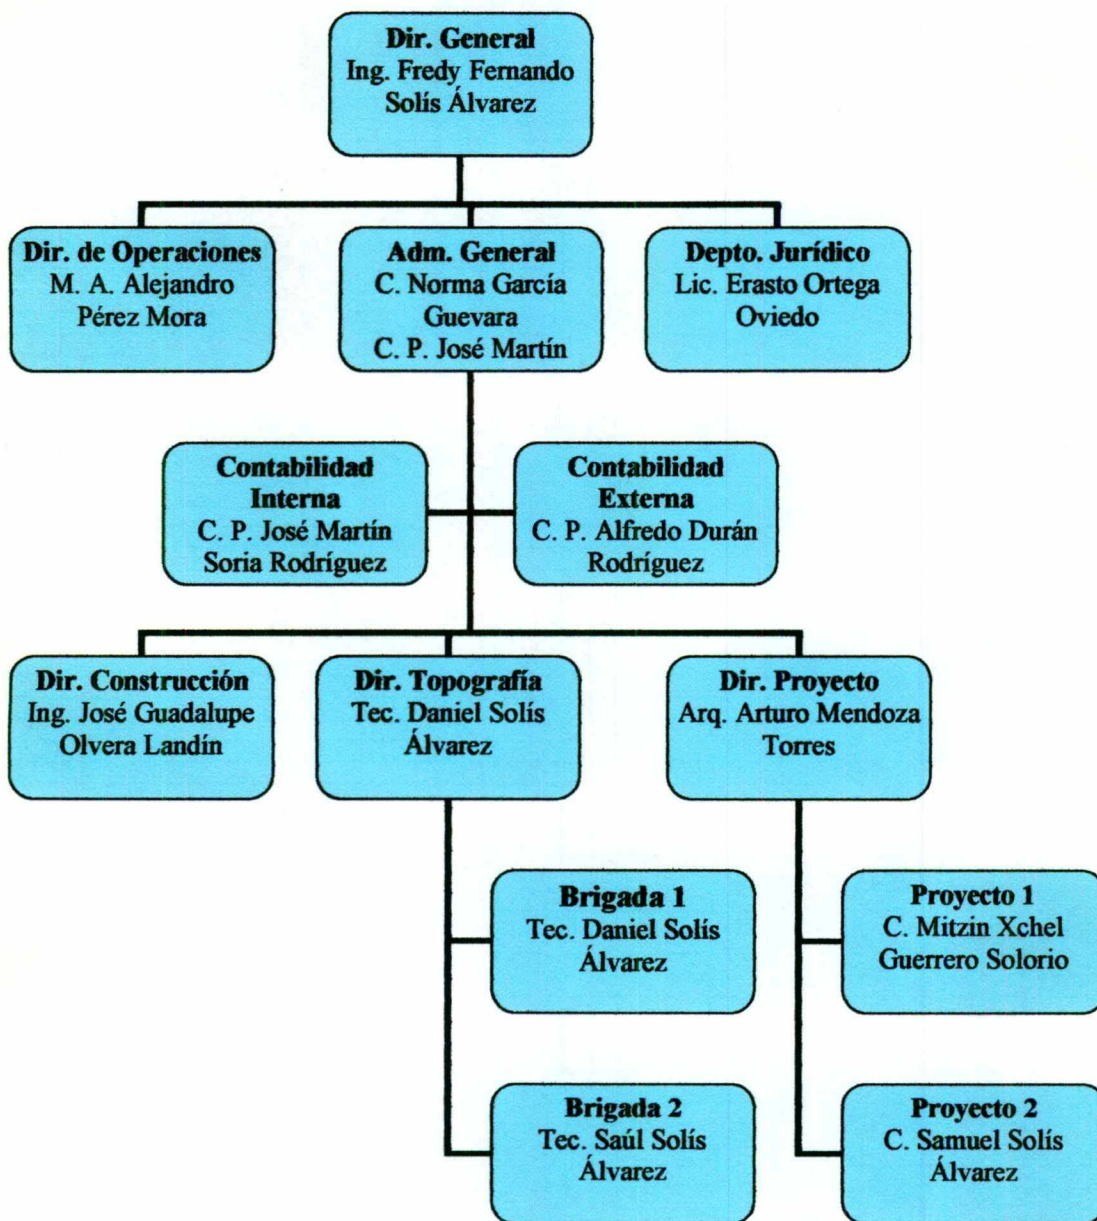 Dir. General
Ing. Fredy Fernando
Solís Álvarez
Dir. de Operaciones
M. A. Alejandro
Pérez Mora
Adm. General
C. Norma García
Guevara
C. P. José Martín
Depto. Jurídico
Lic. Erasto Ortega
Oviedo
Contabilidad
Interna
C. P. José Martín
Soria Rodríguez
Contabilidad
Externa
C. P. Alfredo Durán
Rodríguez
Dir. Construcción
Ing. José Guadalupe
Olvera Landín
Dir. Topografía
Tec. Daniel Solís
Álvarez
Dir. Proyecto
Arq. Arturo Mendoza
Torres
Brigada 1
Tec. Daniel Solís
Álvarez
Proyecto 1
C. Mitzin Xchel
Guerrero Solorio
Brigada 2
Tec. Saúl Solís
Álvarez
Proyecto 2
C. Samuel Solís
Álvarez